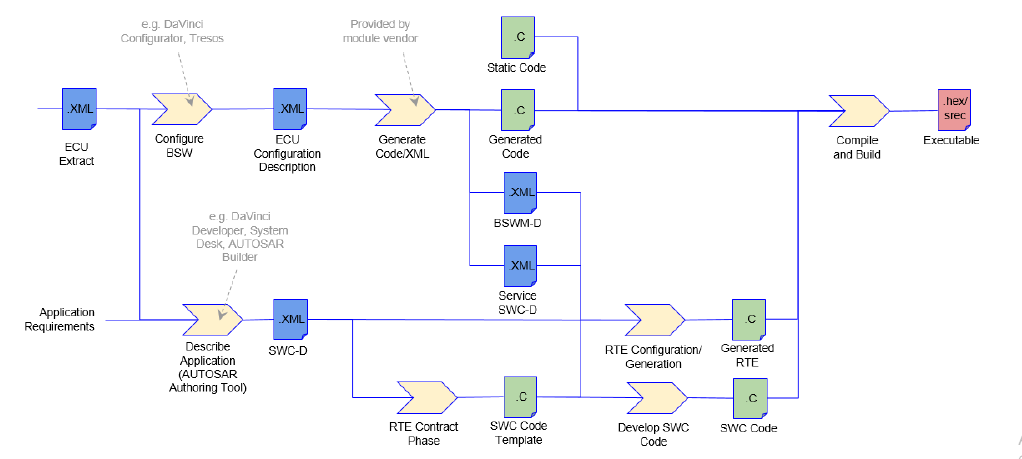 e.g. DaVinci
Configurator, Tresos
Provided by
module vendor
.C
Static Code
.XML
ECU
Extract
Configure
BSW
.XML
ECU
Configuration
Description
Generate
Code/XML
.C
Generated
Code
Compile
and Build
.hex/
srec
Executable
.XML
BSWM-D
e.g. DaVinci
Developer, System
Desk, AUTOSAR
Builder
.XML
Service
SWC-D
Application
Requirements
Describe
Application
(AUTOSAR
Authoring Tool)
.XML
SWC-D
RTE Configuration/
Generation
.C
Generated
RTE
RTE Contract
Phase
.C
SWC Code
Template
Develop SWC
Code
.C
SWC Code